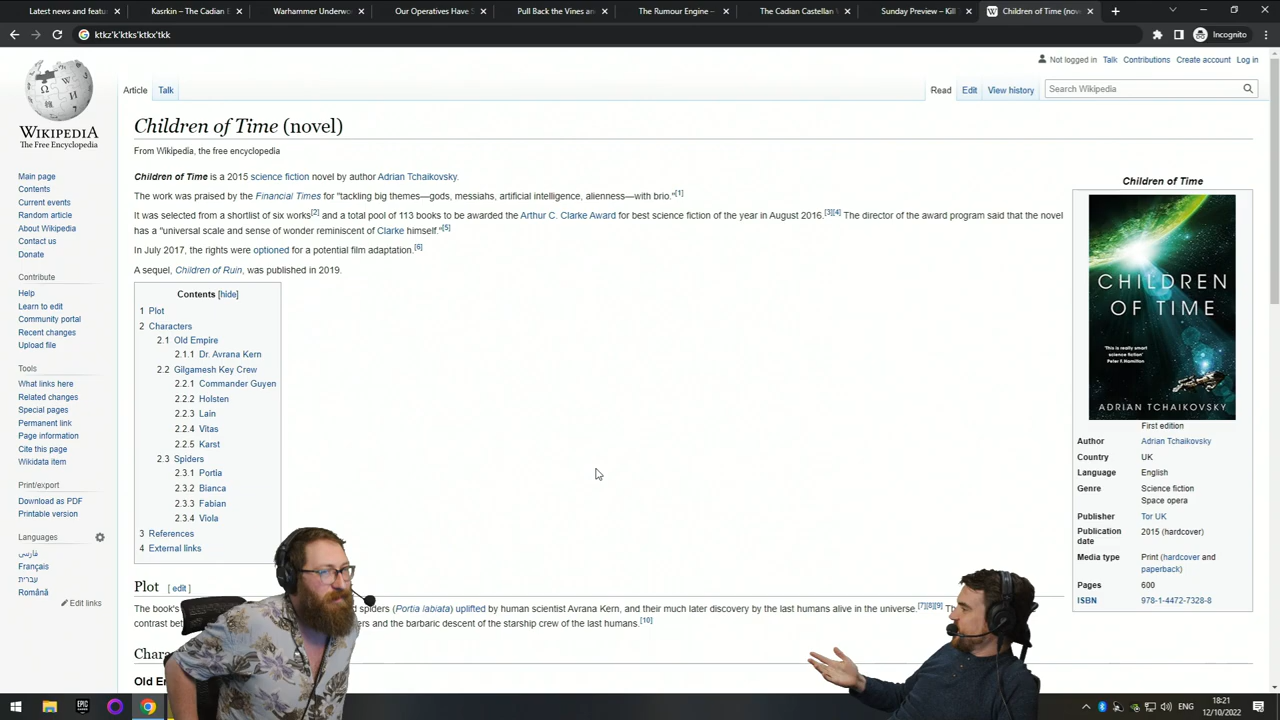 Latest news and featu
Kasrkin – The Cadian
Warhammer Underwo
Our Operatives Have S
Pull Back the Vines an
The Rumour Engine –
The Cadian Castellan
Sunday Preview – Kill
Children of Time (nov
ktkz'k'ktks'ktko'tkk
Incognito
Not logged in Talk Contributions Create account Log in
Article Talk
Read Edit View history
Search Wikipedia
WIKIPEDIA
The Free Encyclopedia
Main page
Contents
Current events
Random article
About Wikipedia
Contact us
Donate
Contribute
Help
Learn to edit
Community portal
Recent changes
Upload file
Tools
What links here
Related changes
Special pages
Permanent link
Page information
Cite this page
Wikidata item
Print/export
Download as PDF
Printable version
Languages
فارسی
Français
עברית
Română
Edit links
Children of Time (novel)
From Wikipedia, the free encyclopedia
Children of Time is a 2015 science fiction novel by author Adrian Tchaikovsky.
The work was praised by the Financial Times for "tackling big themes—gods, messiahs, artificial intelligence, alienness—with brio."[1]
It was selected from a shortlist of six works[2] and a total pool of 113 books to be awarded the Arthur C. Clarke Award for best science fiction of the year in August 2016.[3][4] The director of the award program said that the novel
has a "universal scale and sense of wonder reminiscent of Clarke himself."[5]
In July 2017, the rights were optioned for a potential film adaptation.[6]
A sequel, Children of Ruin, was published in 2019.
Contents [hide]
1 Plot
2 Characters
2.1 Old Empire
2.1.1 Dr. Avrana Kern
2.2 Gilgamesh Key Crew
2.2.1 Commander Guyen
2.2.2 Holsten
2.2.3 Lain
2.2.4 Vitas
2.2.5 Karst
2.3 Spiders
2.3.1 Portia
2.3.2 Bianca
2.3.3 Fabian
2.3.4 Viola
3 References
4 External links
Plot [ edit ]
The book's spiders (Portia labiata) uplifted by human scientist Avrana Kern, and their much later discovery by the last humans alive in the universe.[7][8][9]
and the barbaric descent of the starship crew of the last humans.[10]
Old
Children of Time
CHILDREN
OF TIME
"This is really smart
science fiction"
Peter F. Hamilton
ADRIAN TCHAIKOVSKY
First edition
Author Adrian Tchaikovsky
Country UK
Language English
Genre Science fiction
Space opera
Publisher Tor UK
Publication 2015 (hardcover)
date
Media type Print (hardcover and
paperback)
Pages 600
ISBN 978-1-4472-7328-8
EPIC
18:21
ENG
12/10/2022